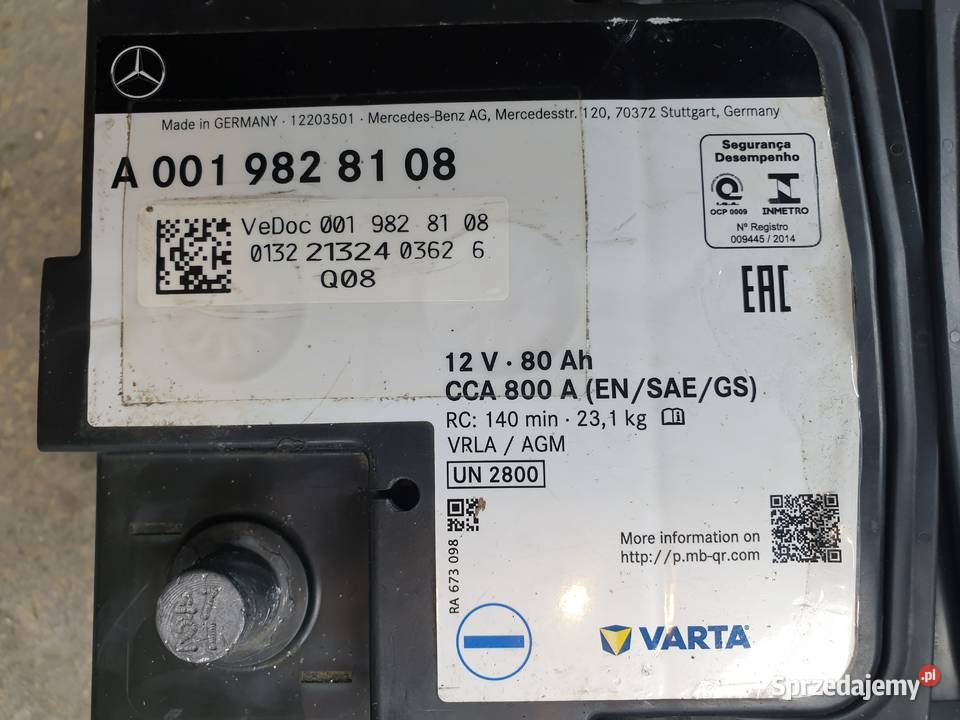 Made in GERMANY · 12203501 · Mercedes-Benz AG, Mercedesstr. 120, 70372 Stuttgart, Germany
A 001 982 81 08
Segurança
Desempenho
OCP 0009
INMETRO
Nº Registro
009445 / 2014
VeDoc 001 982 8 108
0132 21324 0362 6
Q08
EAC
12 V · 80 Ah
CCA 800 A (EN/SAE/GS)
RC: 140 min · 23,1 kg
VRLA / AGM
UN 2800
RA 673 098
More information on
http://p.mb-qr.com
VARTA
Sprzedajemy.pl